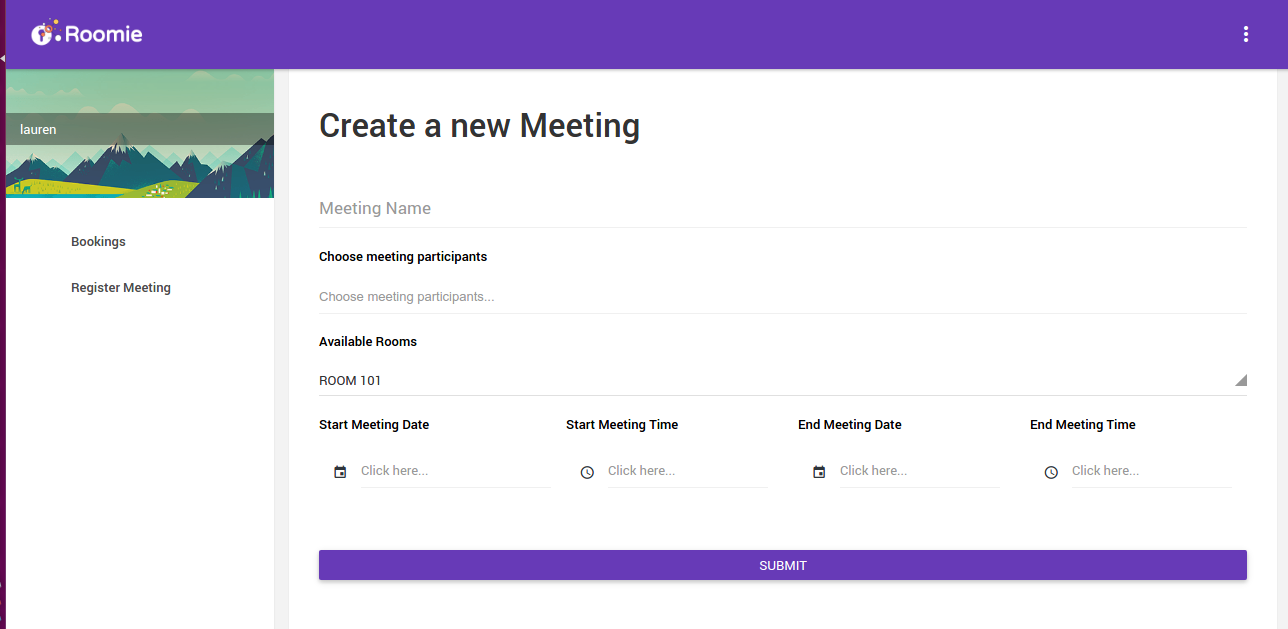 Roomie
lauren
Bookings
Register Meeting
Create a new Meeting
Meeting Name
Choose meeting participants
Choose meeting participants...
Available Rooms
ROOM 101
Start Meeting Date Start Meeting Time End Meeting Date End Meeting Time
Click here... Click here... Click here... Click here...
SUBMIT